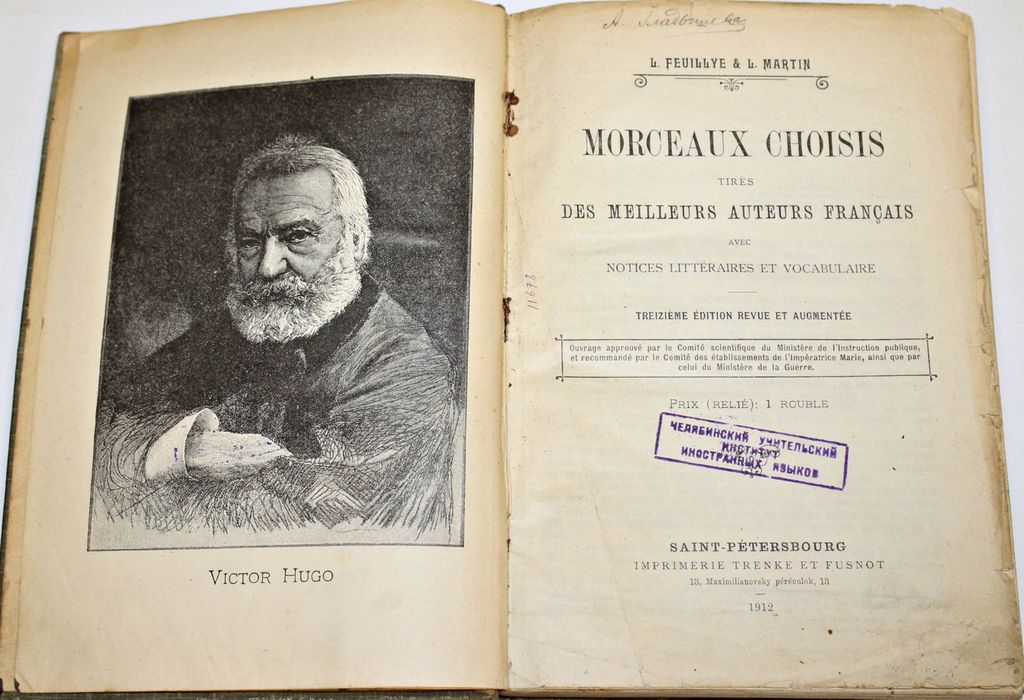 VICTOR HUGO
L. FEUILLYE & L. MARTIN
MORCEAUX CHOISIS
TIRÉS
DES MEILLEURS AUTEURS FRANÇAIS
AVEC
NOTICES LITTÉRAIRES ET VOCABULAIRE
TREIZIÈME ÉDITION REVUE ET AUGMENTÉE
Ouvrage approuvé par le Comité scientifique du Ministère de l'Instruction publique,
et recommandé par le Comité des établissements de l'Impératrice Marie, ainsi que par
celui du Ministère de la Guerre.
PRIX (RELIÉ): 1 ROUBLE
ЧЕЛЯБИНСКИЙ УЧИТЕЛЬСКИЙ
ИНСТИТУТ
ИНОСТРАННЫХ ЯЗЫКОВ
SAINT-PÉTERSBOURG
IMPRIMERIE TRENKE ET FUSNOT
13, Maximilianovsky péréoulok, 13
1912